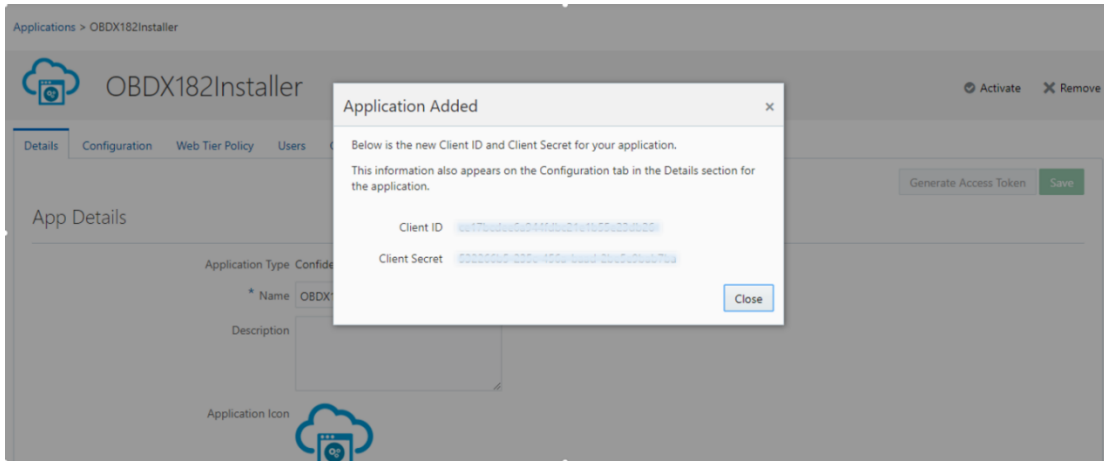 Applications > OBDX182Installer
OBDX182Installer
Activate
Remove
Application Added
Details
Configuration
Web Tier Policy
Users
Below is the new Client ID and Client Secret for your application.
This information also appears on the Configuration tab in the Details section for
the application.
Generate Access Token
Save
App Details
Client ID
Client Secret
Application Type Confide
* Name OBDX1
Close
Description
Application Icon